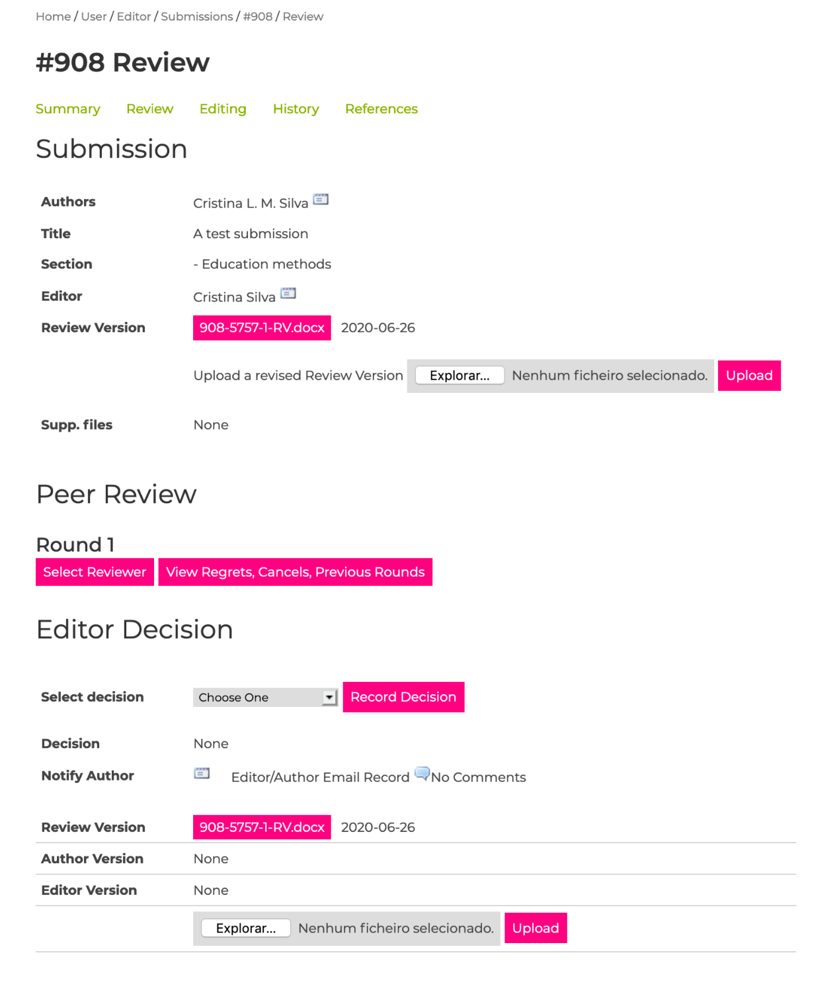 Home / User / Editor / Submissions / #908 / Review
#908 Review
Summary Review Editing History References
Submission
Authors Cristina L. M. Silva
Title A test submission
Section - Education methods
Editor Cristina Silva
Review Version 908-5757-1-RV.docx 2020-06-26
Upload a revised Review Version Explorar... Nenhum ficheiro selecionado. Upload
Supp. files None
Peer Review
Round 1
Select Reviewer View Regrets, Cancels, Previous Rounds
Editor Decision
Select decision Choose One Record Decision
Decision None
Notify Author Editor/Author Email Record No Comments
Review Version 908-5757-1-RV.docx 2020-06-26
Author Version None
Editor Version None
Explorar... Nenhum ficheiro selecionado. Upload